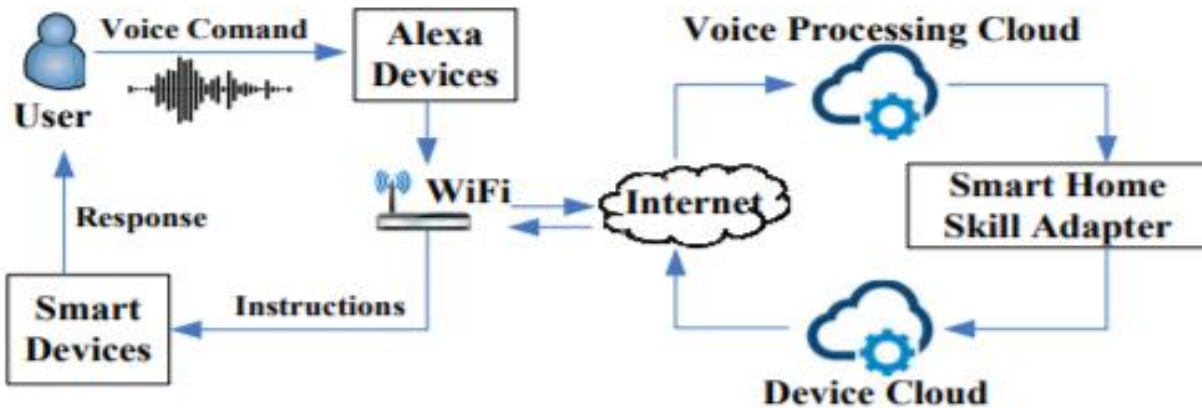 Voice Comand
Alexa
Devices
Voice Processing Cloud
User
WiFi
Internet
Smart Home
Skill Adapter
Response
Instructions
Smart
Devices
Device Cloud